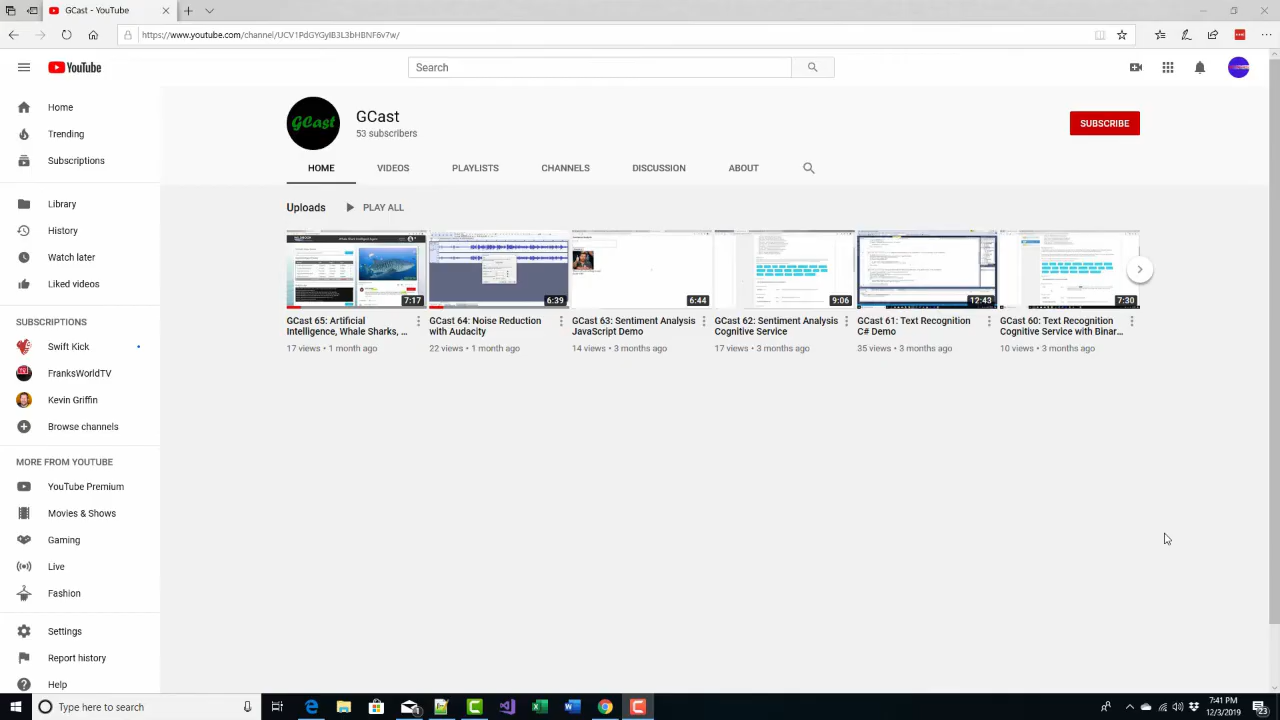 GCast - YouTube
https://www.youtube.com/channel/UCV1PdGYGyIB3L3bHBNF6v7w/
YouTube
Search
Home
Trending
Subscriptions
Library
History
Watch later
Liked videos
SUBSCRIPTIONS
Swift Kick
FranksWorldTV
Kevin Griffin
Browse channels
MORE FROM YOUTUBE
YouTube Premium
Movies & Shows
Gaming
Live
Fashion
Settings
Report history
Help
GCast
GCast
53 subscribers
SUBSCRIBE
HOME
VIDEOS
PLAYLISTS
CHANNELS
DISCUSSION
ABOUT
Uploads
PLAY ALL
7:17
GCast 65: Artificial
Intelligence, Whale Sharks, ...
17 views • 1 month ago
6:39
GCast 64: Noise Reduction
with Audacity
22 views • 1 month ago
6:44
GCast 63: Sentiment Analysis
JavaScript Demo
14 views • 3 months ago
9:06
GCast 62: Sentiment Analysis
Cognitive Service
17 views • 3 months ago
12:43
GCast 61: Text Recognition
C# Demo
35 views • 3 months ago
7:30
GCast 60: Text Recognition
Cognitive Service with Binar...
10 views • 3 months ago
Type here to search
7:41 PM
12/3/2019
23